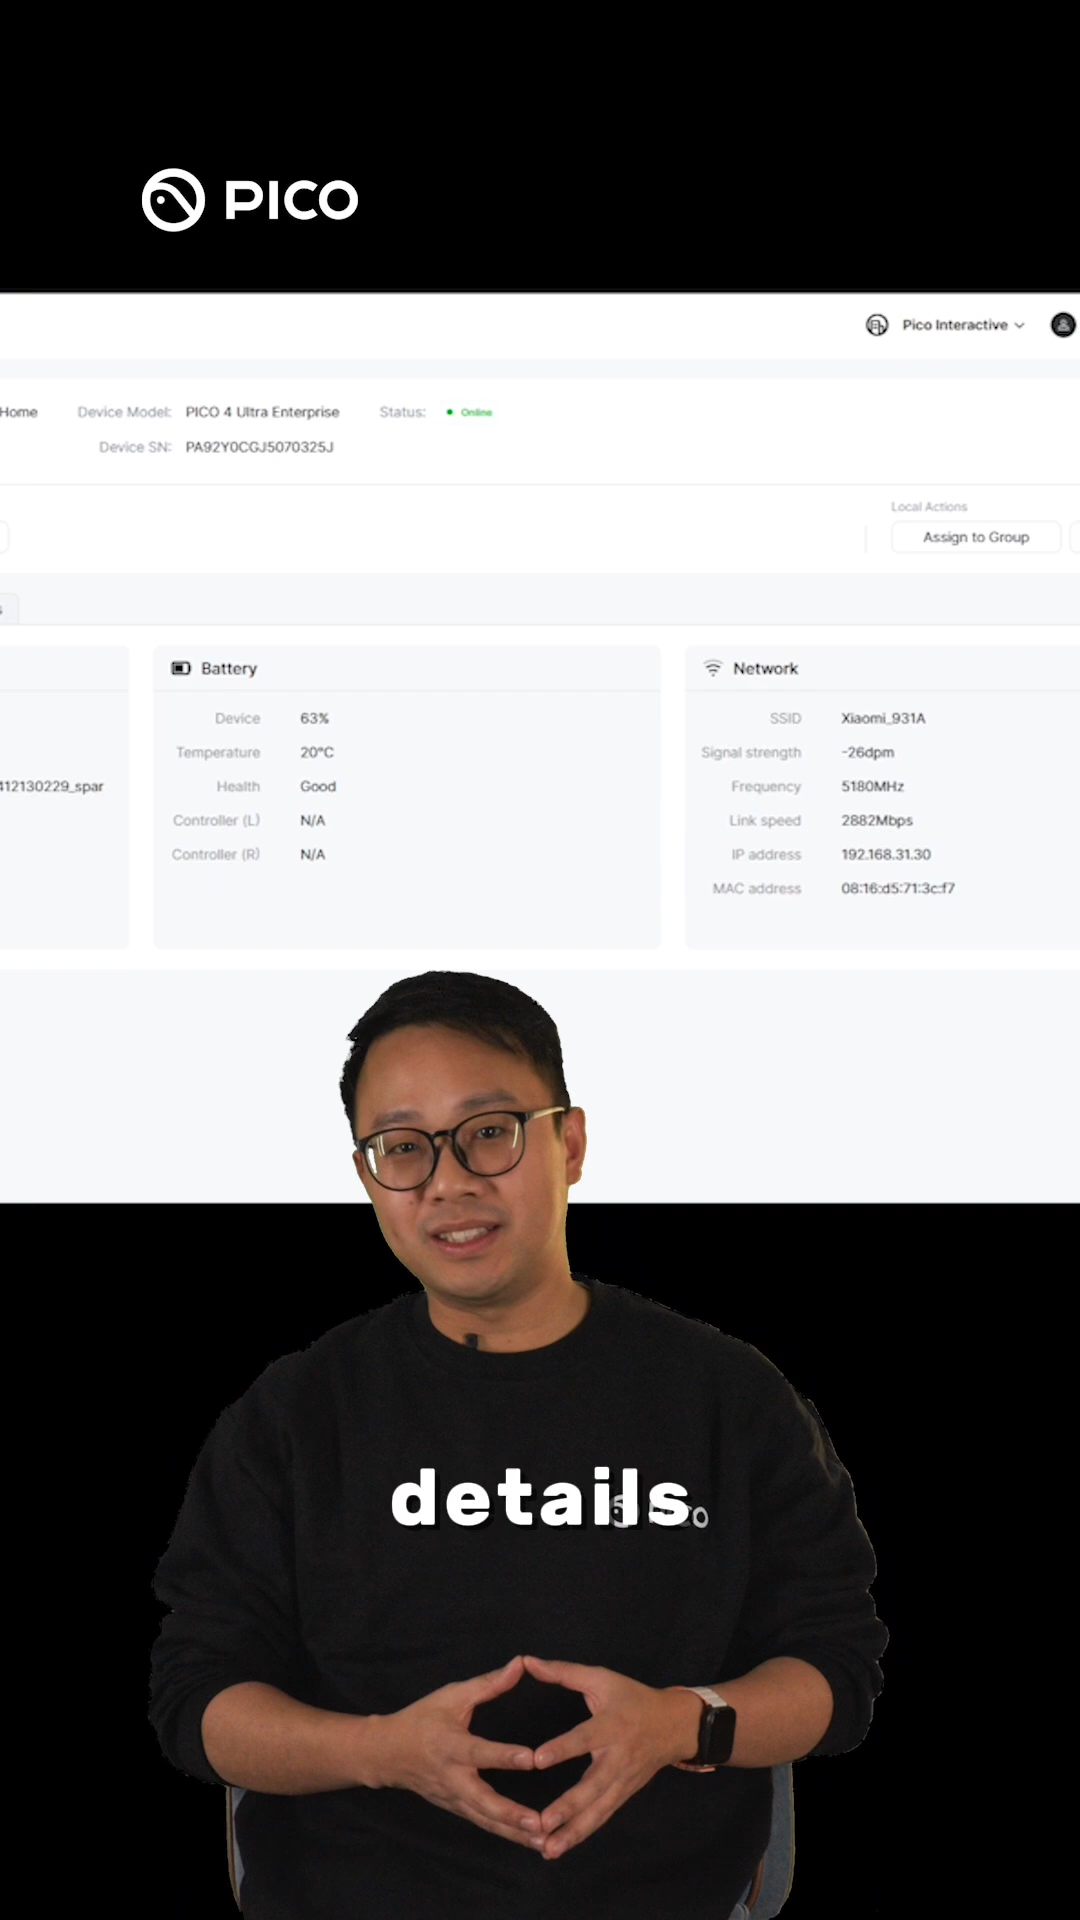 PICO
Pico Interactive
Home Device Model: PICO 4 Ultra Enterprise Status: Online
Device SN: PA92Y0CGJ5070325J
Local Actions
Assign to Group
Battery
Device 63%
Temperature 20°C
Health Good
Controller (L) N/A
Controller (R) N/A
412130229_spar
Network
SSID Xiaomi_931A
Signal strength -26dpm
Frequency 5180MHz
Link speed 2882Mbps
IP address 192.168.31.30
MAC address 08:16:d5:71:3c:f7
details